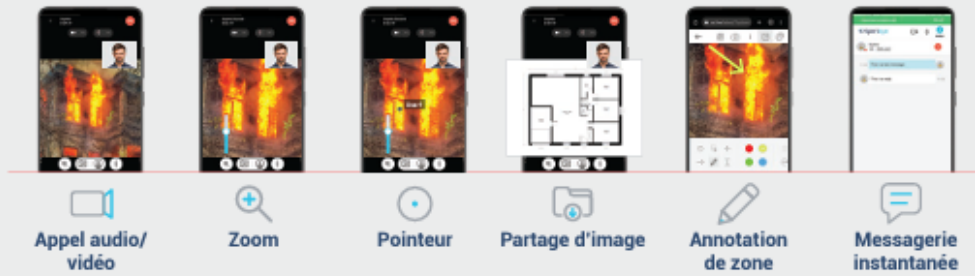 Appel audio/
vidéo
Zoom
Pointeur
Partage d'image
Annotation
de zone
Messagerie
instantanée